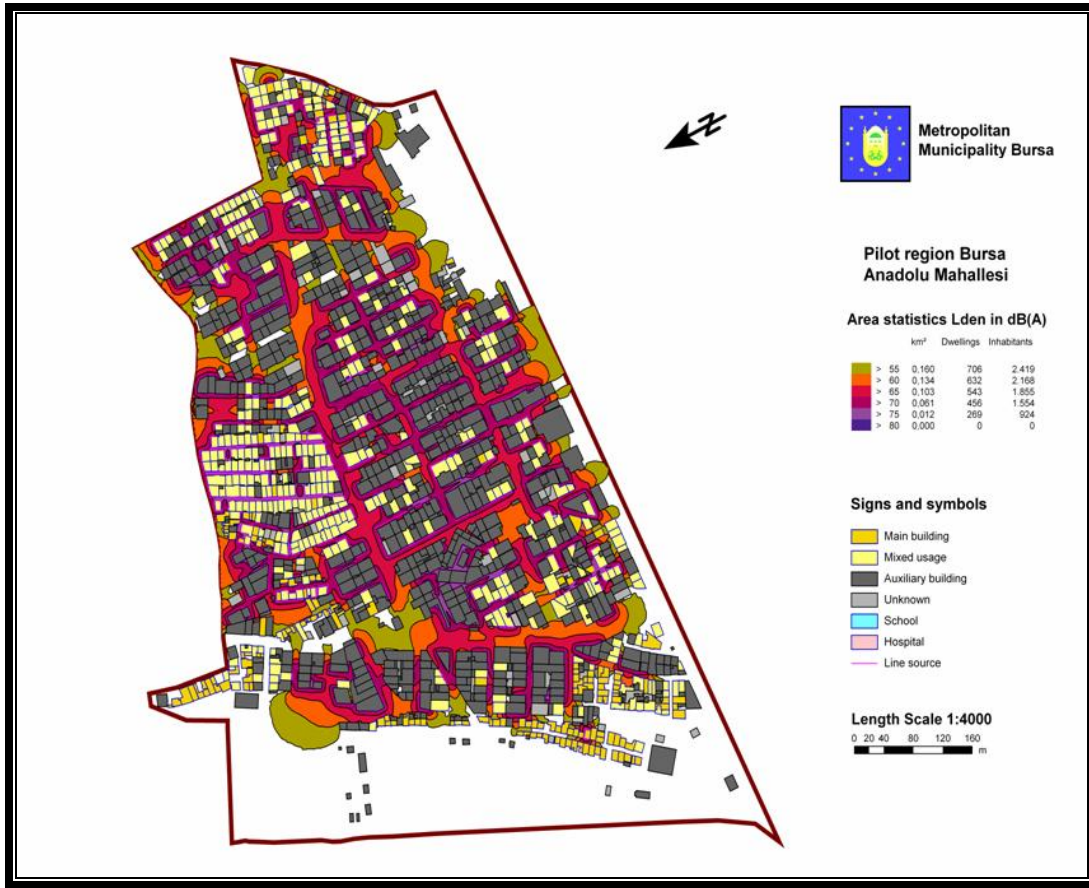 N
Metropolitan
Municipality Bursa
Pilot region Bursa
Anadolu Mahallesi
Area statistics Lden in dB(A)
km² Dwellings Inhabitants
> 55 0,160 706 2.419
> 60 0,134 632 2.168
> 65 0,103 543 1.855
> 70 0,061 456 1.554
> 75 0,012 269 924
> 80 0,000 0 0
Signs and symbols
Main building
Mixed usage
Auxiliary building
Unknown
School
Hospital
Line source
Length Scale 1:4000
0 20 40 80 120 160 m